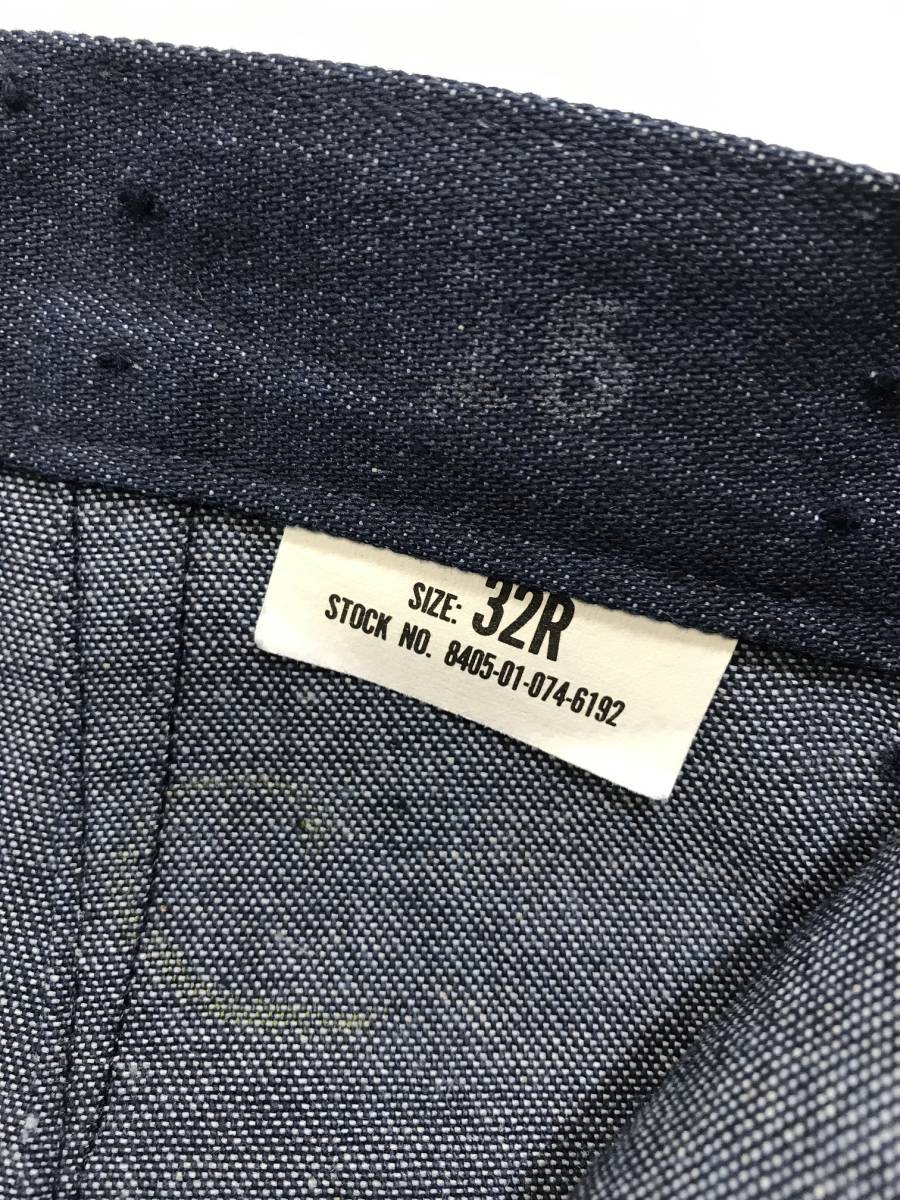 SIZE: 32R
STOCK NO. 8405-01-074-6192